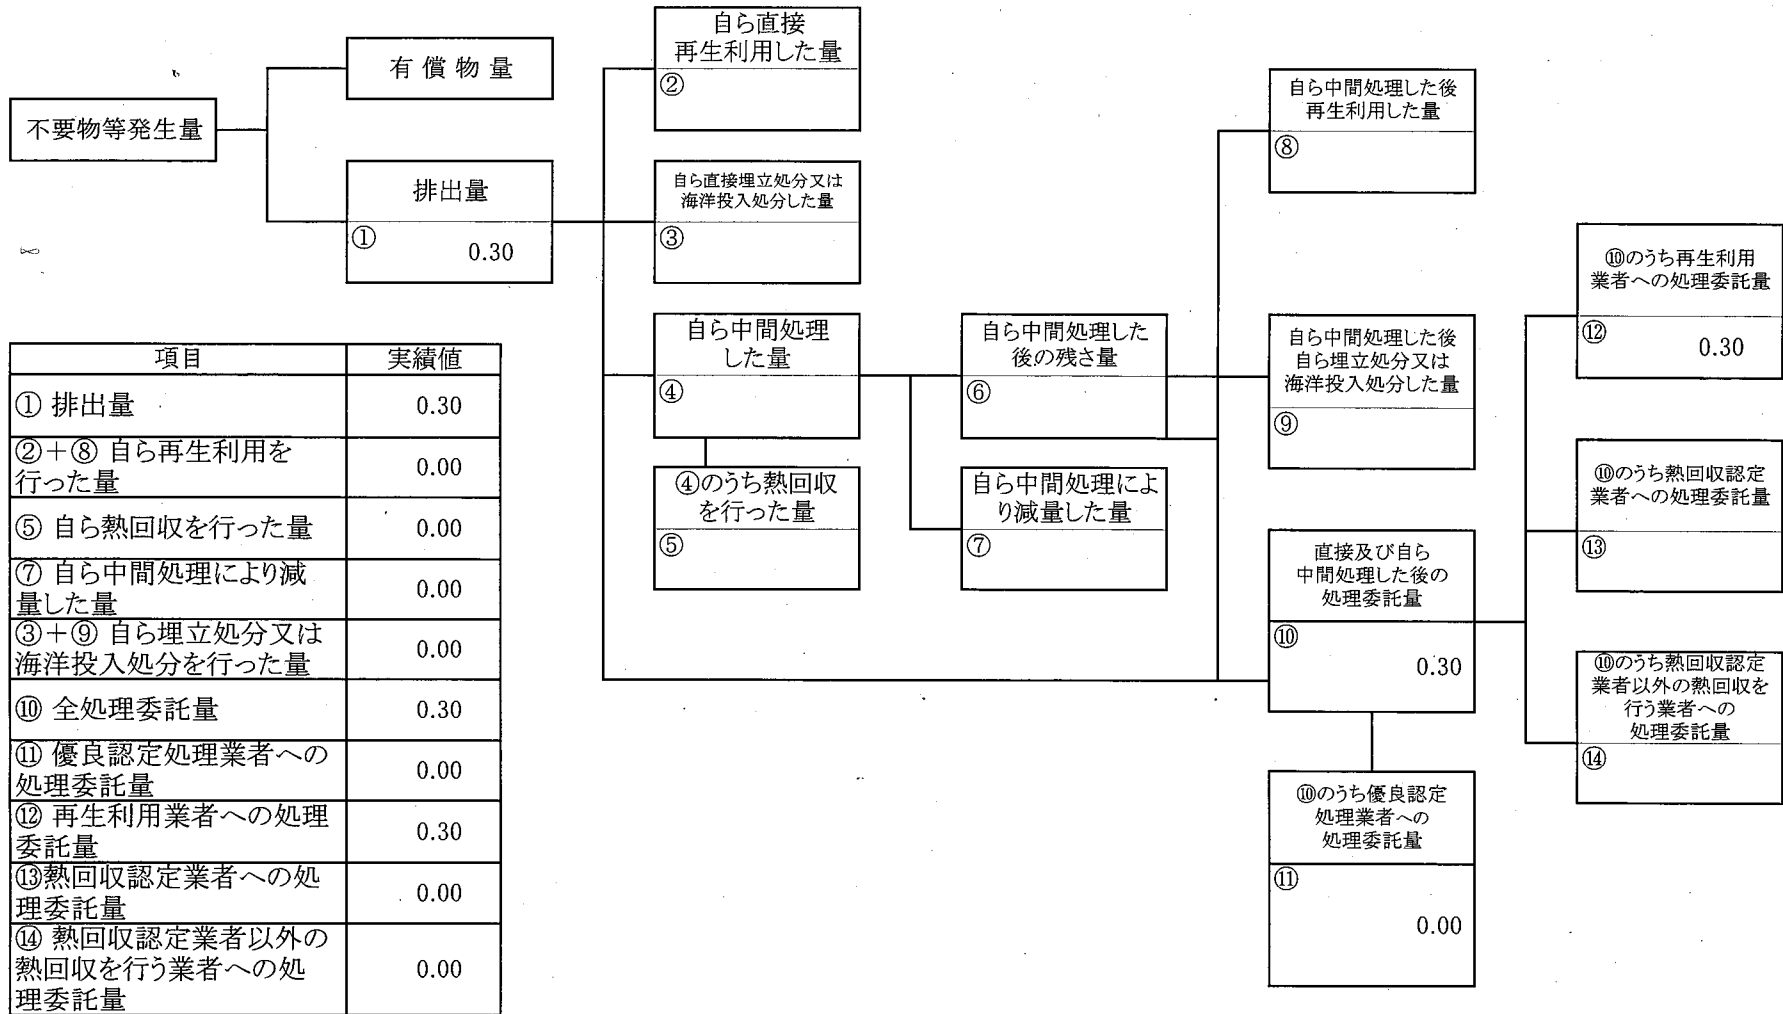 不要物等発生量
有償物量
排出量
①
0.30
自ら直接
再生利用した量
②
自ら直接埋立処分又は
海洋投入処分した量
③
自ら中間処理
した量
④
④のうち熱回収
を行った量
⑤
自ら中間処理した
後の残さ量
⑥
自ら中間処理によ
り減量した量
⑦
自ら中間処理した後
再生利用した量
⑧
自ら中間処理した後
自ら埋立処分又は
海洋投入処分した量
⑨
直接及び自ら
中間処理した後の
処理委託量
⑩
0.30
⑩のうち優良認定
処理業者への
処理委託量
⑪
0.00
⑩のうち再生利用
業者への処理委託量
⑫
0.30
⑩のうち熱回収認定
業者への処理委託量
⑬
⑩のうち熱回収認定
業者以外の熱回収を
行う業者への
処理委託量
⑭
項目 実績値
① 排出量 0.30
②＋⑧ 自ら再生利用を
行った量 0.00
⑤ 自ら熱回収を行った量 0.00
⑦ 自ら中間処理により減
量した量 0.00
③＋⑨ 自ら埋立処分又は
海洋投入処分を行った量 0.00
⑩ 全処理委託量 0.30
⑪ 優良認定処理業者への
処理委託量 0.00
⑫ 再生利用業者への処理
委託量 0.30
⑬熱回収認定業者への処
理委託量 0.00
⑭ 熱回収認定業者以外の
熱回収を行う業者への処
理委託量 0.00